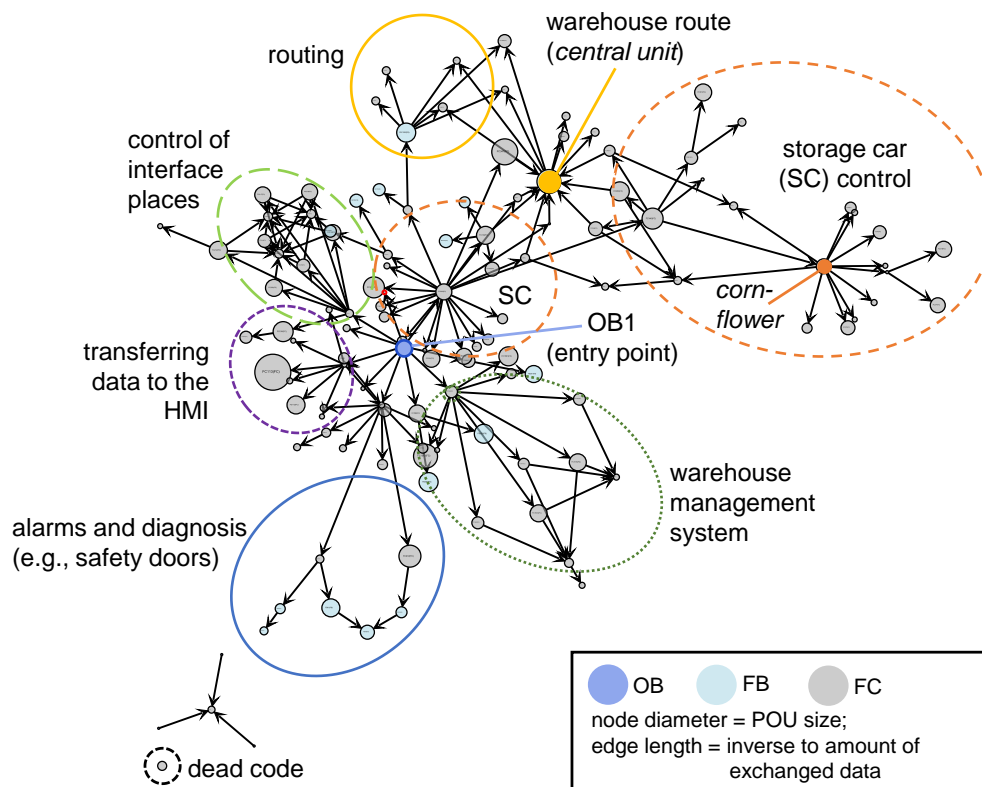 warehouse route
(central unit)
routing
control of
interface
places
storage car
(SC) control
SC
corn-
flower
OB1
(entry point)
transferring
data to the
HMI
warehouse
management
system
alarms and diagnosis
(e.g., safety doors)
dead code
OB
FB
FC
node diameter = POU size;
edge length = inverse to amount of
exchanged data